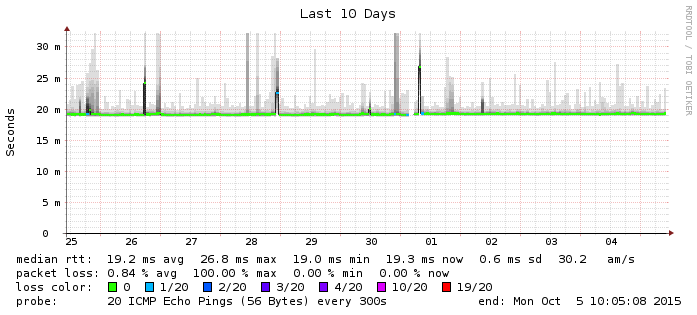 Last 10 Days
RRDTOOL / TOBI OETIKER
Seconds
30 m
25 m
20 m
15 m
10 m
5 m
0
25 26 27 28 29 30 01 02 03 04
median rtt: 19.2 ms avg 26.8 ms max 19.0 ms min 19.3 ms now 0.6 ms sd 30.2 am/s
packet loss: 0.84 % avg 100.00 % max 0.00 % min 0.00 % now
loss color: 0 1/20 2/20 3/20 4/20 10/20 19/20
probe: 20 ICMP Echo Pings (56 Bytes) every 300s end: Mon Oct 5 10:05:08 2015